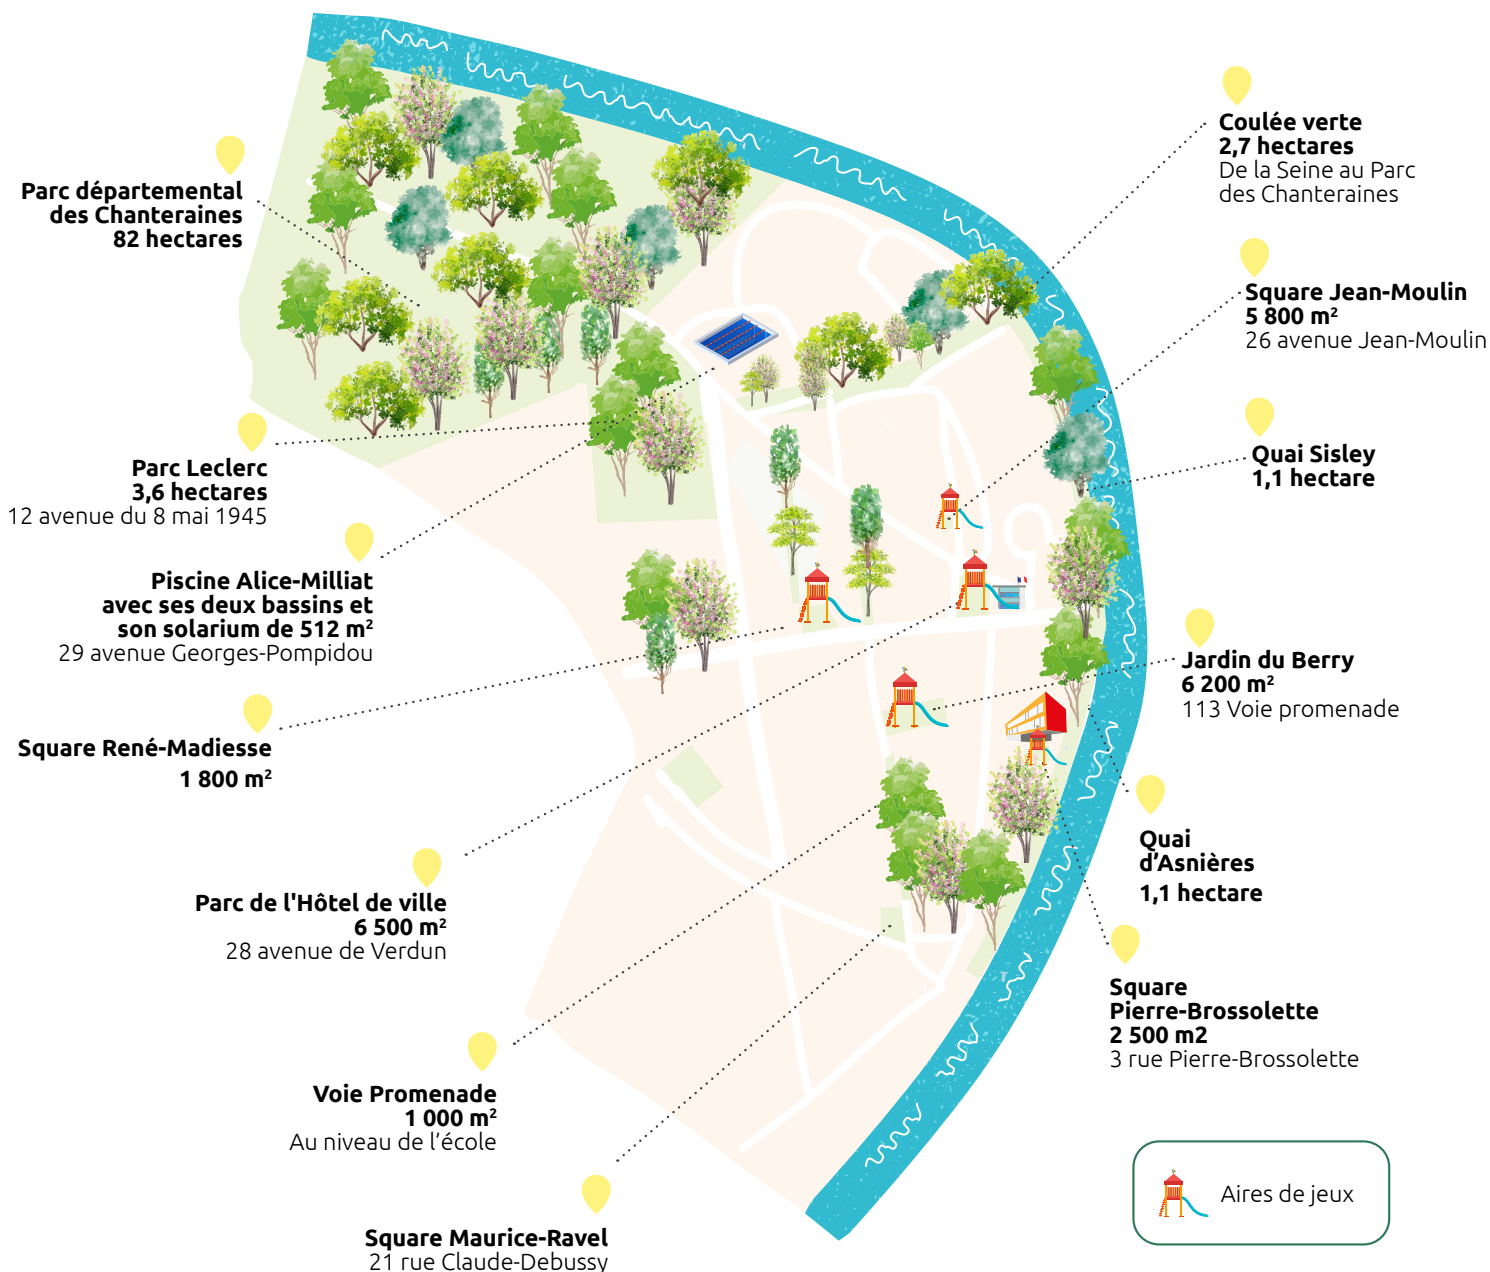 Coulée verte
2,7 hectares
De la Seine au Parc
des Chanteraines
Parc départemental
des Chanteraines
82 hectares
Square Jean-Moulin
5 800 m²
26 avenue Jean-Moulin
Parc Leclerc
3,6 hectares
12 avenue du 8 mai 1945
Quai Sisley
1,1 hectare
Piscine Alice-Milliat
avec ses deux bassins et
son solarium de 512 m²
29 avenue Georges-Pompidou
Jardin du Berry
6 200 m²
113 Voie promenade
Square René-Madiesse
1 800 m²
Quai
d'Asnières
1,1 hectare
Parc de l'Hôtel de ville
6 500 m²
28 avenue de Verdun
Square
Pierre-Brossolette
2 500 m2
3 rue Pierre-Brossolette
Voie Promenade
1 000 m²
Au niveau de l’école
Aires de jeux
Square Maurice-Ravel
21 rue Claude-Debussy